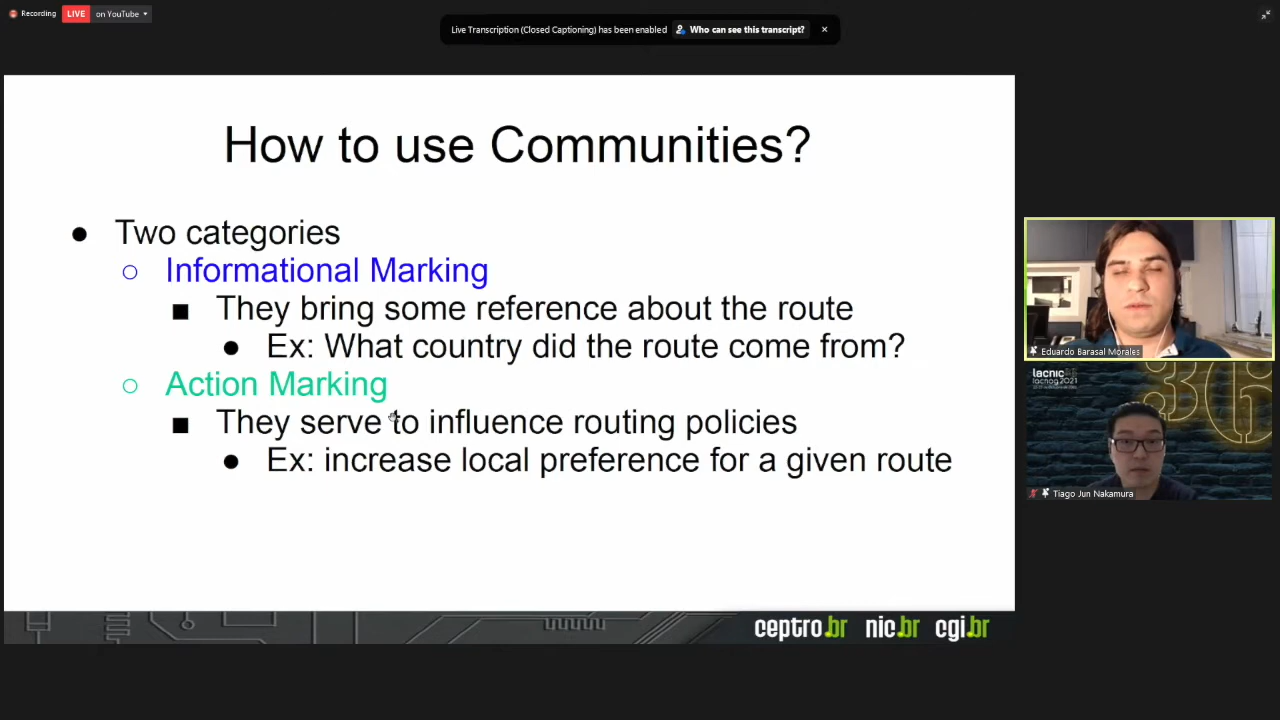 Recording
LIVE on YouTube
Live Transcription (Closed Captioning) has been enabled Who can see this transcript?
How to use Communities?
Two categories
Informational Marking
They bring some reference about the route
Ex: What country did the route come from?
Action Marking
They serve to influence routing policies
Ex: increase local preference for a given route
ceptro.br nic.br cgi.br
Eduardo Barasal Morales
lacnic36
lacnog 2021
36
Tiago Jun Nakamura